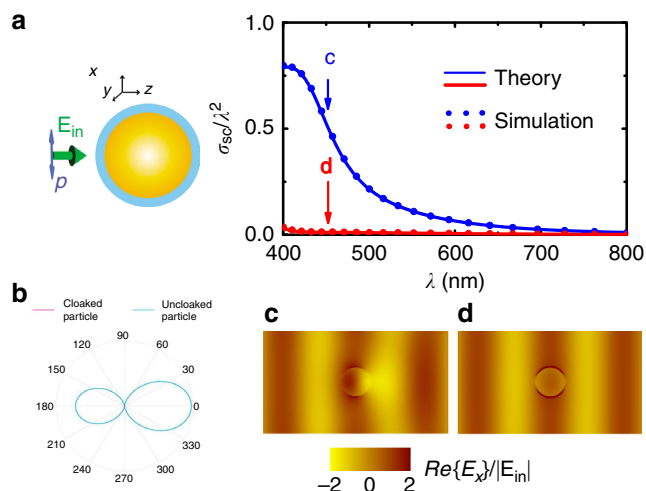 a
x
y
z
E_in
p
σ_sc/λ²
1.0
0.5
0.0
c
d
Theory
Simulation
400 500 600 700 800
λ (nm)
b
Cloaked particle
Uncloaked particle
90
120 60
150 30
180 0
210 330
240 300
270
c
d
−2 0 2
Re{E_x}/|E_in|